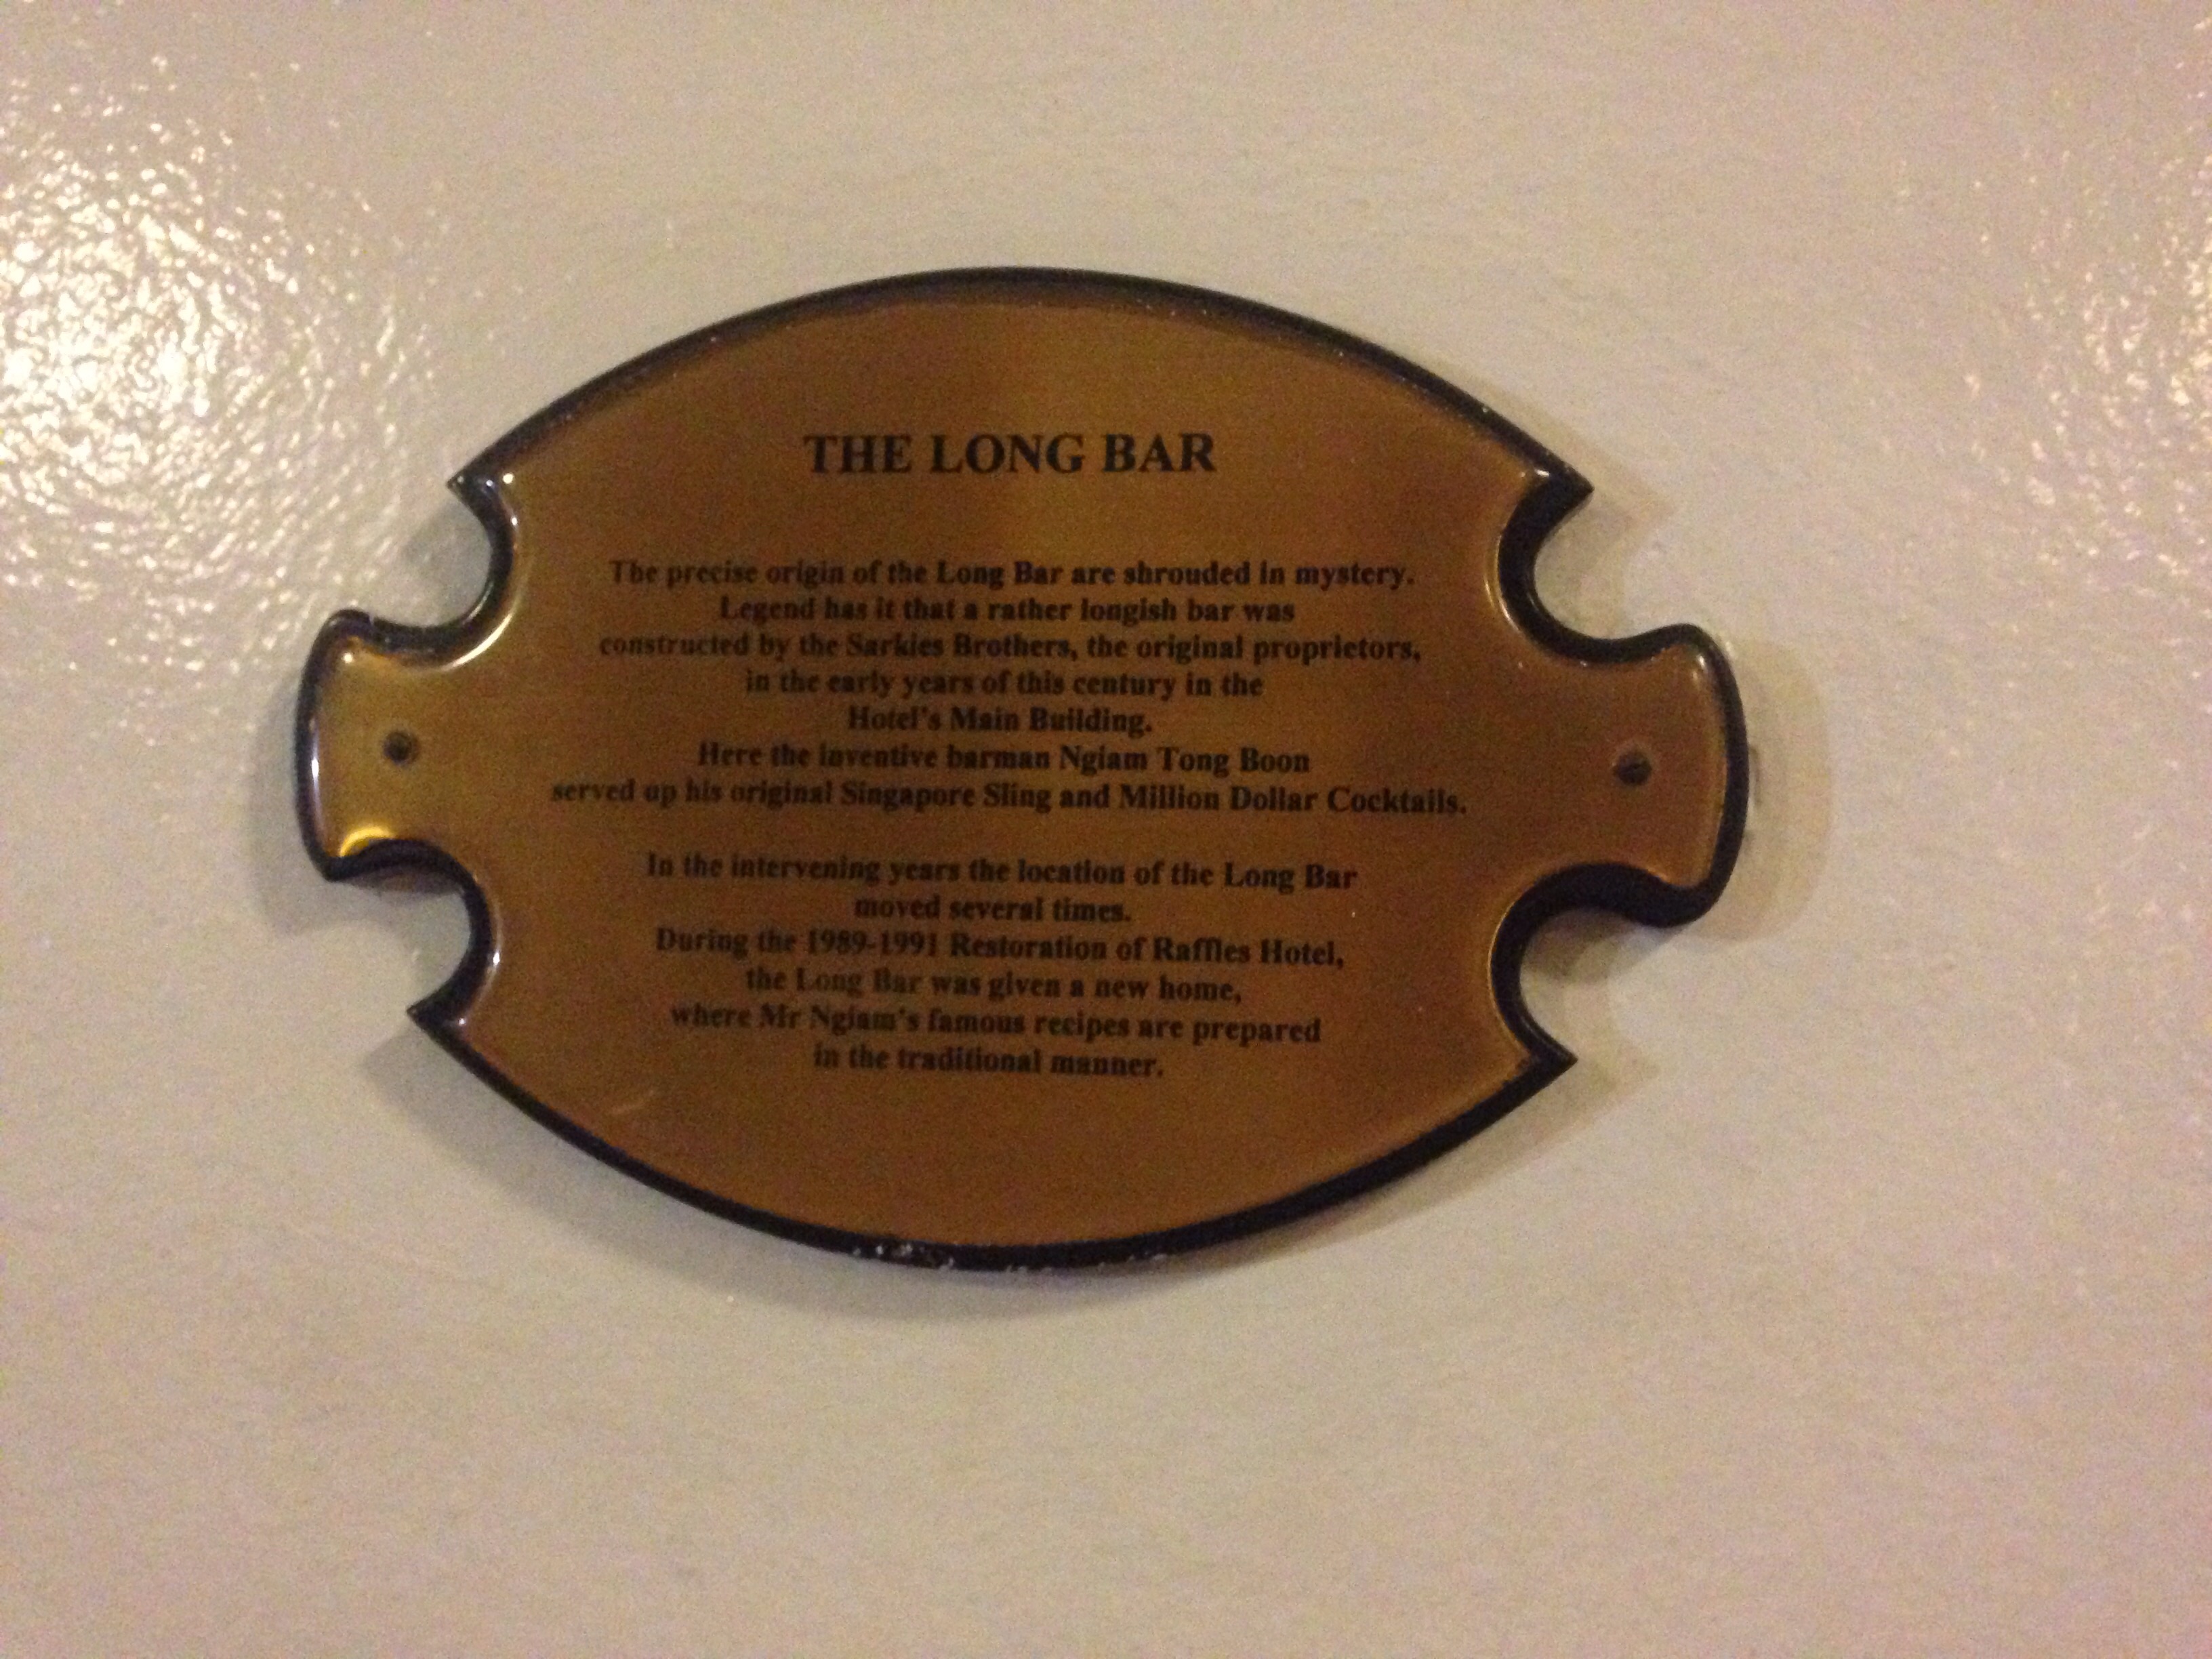 THE LONG BAR
The precise origin of the Long Bar are shrouded in mystery.
Legend has it that a rather longish bar was
constructed by the Sarkies Brothers, the original proprietors,
in the early years of this century in the
Hotel's Main Building.
Here the inventive barman Ngiam Tong Boon
served up his original Singapore Sling and Million Dollar Cocktails.
In the intervening years the location of the Long Bar
moved several times.
During the 1989-1991 Restoration of Raffles Hotel,
the Long Bar was given a new home,
where Mr Ngiam's famous recipes are prepared
in the traditional manner.